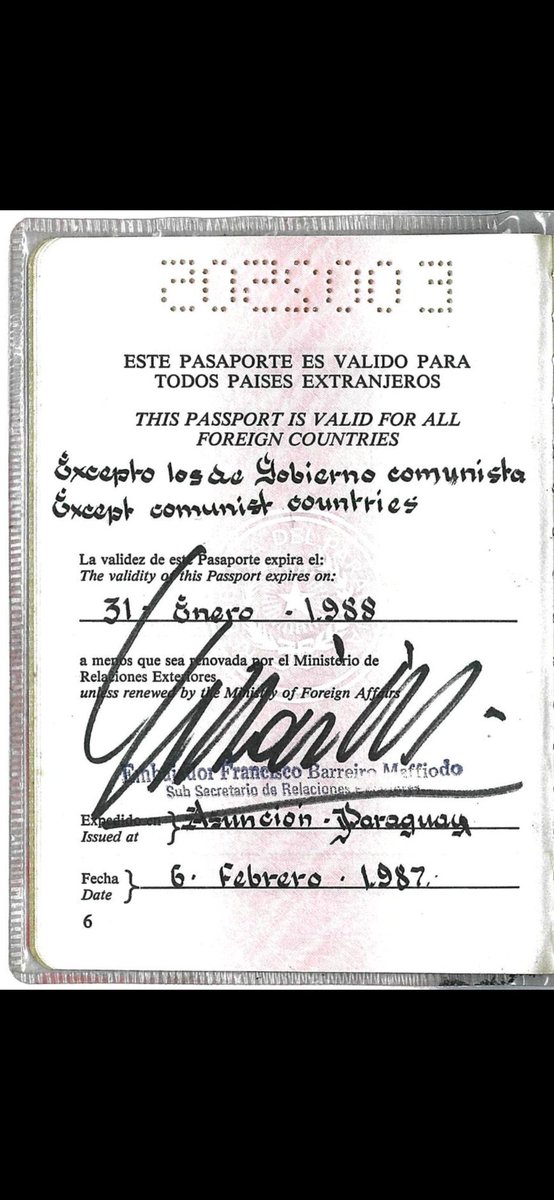 ESTE PASAPORTE ES VALIDO PARA
TODOS PAISES EXTRANJEROS
THIS PASSPORT IS VALID FOR ALL
FOREIGN COUNTRIES
Excepto los de Gobierno comunista
Except comunist countries
La validez de este Pasaporte expira el:
The validity of this Passport expires on:
31 - Enero - 1.988
a menos que sea renovada por el Ministerio de
Relaciones Exteriores,
unless renewed by the Ministry of Foreign Affairs
Embajador Francisco Barreiro Maffiodo
Sub Secretario de Relaciones
Expedido en } Asunción - Paraguay
Issued at
Fecha } 6 - Febrero - 1.987.-
Date
6